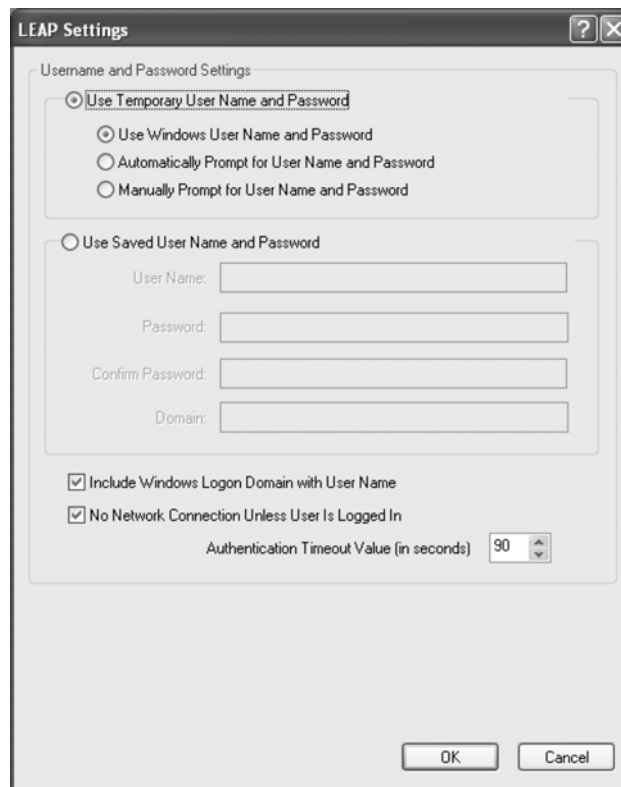 LEAP Settings
Username and Password Settings
Use Temporary User Name and Password
Use Windows User Name and Password
Automatically Prompt for User Name and Password
Manually Prompt for User Name and Password
Use Saved User Name and Password
User Name:
Password:
Confirm Password:
Domain:
Include Windows Logon Domain with User Name
No Network Connection Unless User Is Logged In
Authentication Timeout Value (in seconds) 90
OK Cancel